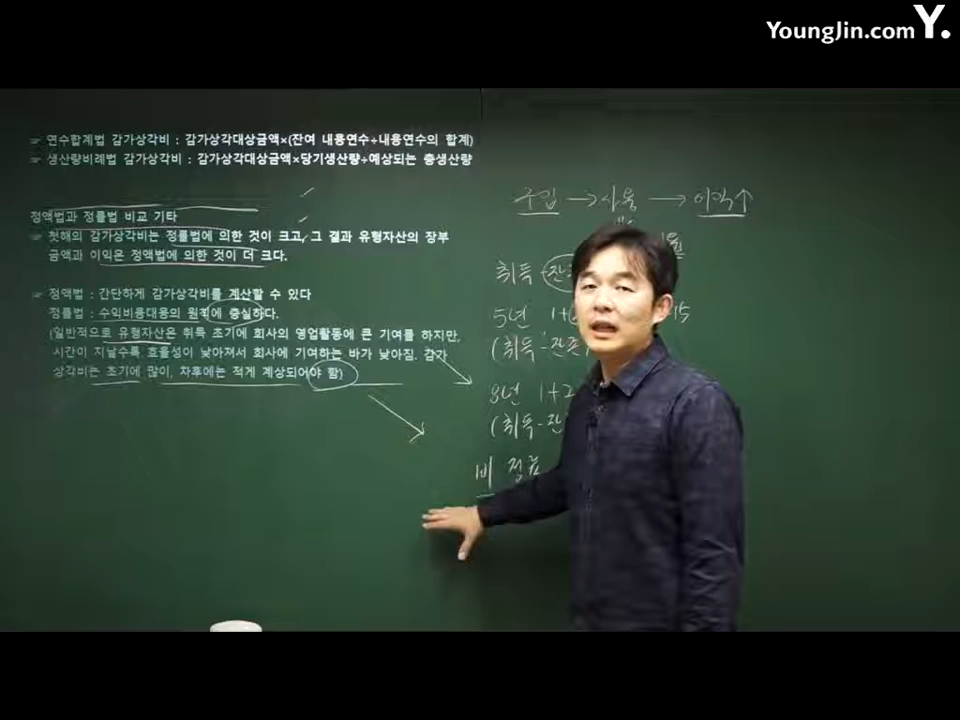 YoungJin.com Y.
☞ 연수합계법 감가상각비 : 감가상각대상금액×(잔여 내용연수÷내용연수의 합계)
☞ 생산량비례법 감가상각비 : 감가상각대상금액×당기생산량÷예상되는 총생산량
정액법과 정률법 비교 기타
☞ 첫해의 감가상각비는 정률법에 의한 것이 크고, 그 결과 유형자산의 장부
금액과 이익은 정액법에 의한 것이 더 크다.
☞ 정액법 : 간단하게 감가상각비를 계산할 수 있다
정률법 : 수익비용대응의 원칙에 충실하다.
(일반적으로 유형자산은 취득 초기에 회사의 영업활동에 큰 기여를 하지만,
시간이 지날수록 효율성이 낮아져서 회사에 기여하는 바가 낮아짐. 감가
상각비는 초기에 많이, 차후에는 적게 계상되어야 함)
구입 → 사용 → 이익↑
취득 -
5년 1+ 15
(취득-잔존)
8년 1+2
(취득-잔
비 정